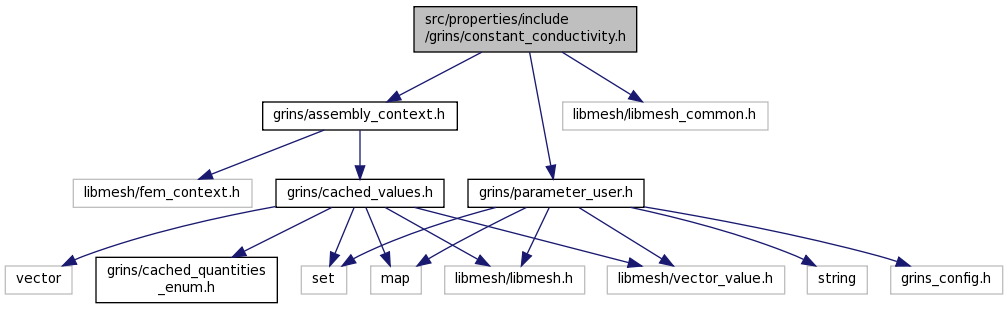 src/properties/include
/grins/constant_conductivity.h
grins/assembly_context.h
libmesh/libmesh_common.h
libmesh/fem_context.h
grins/cached_values.h
grins/parameter_user.h
vector
grins/cached_quantities
_enum.h
set
map
libmesh/libmesh.h
libmesh/vector_value.h
string
grins_config.h